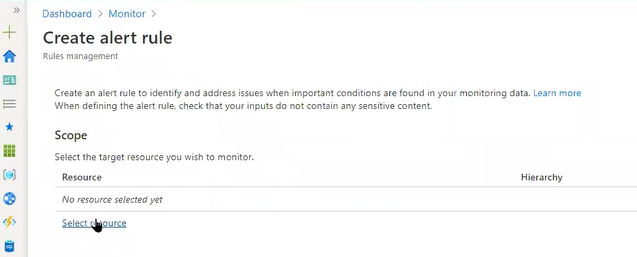 »
Dashboard > Monitor >
Create alert rule
Rules management
Create an alert rule to identify and address issues when important conditions are found in your monitoring data. Learn more
When defining the alert rule, check that your inputs do not contain any sensitive content.
Scope
Select the target resource you wish to monitor.
Resource Hierarchy
No resource selected yet
Select resource
SQL